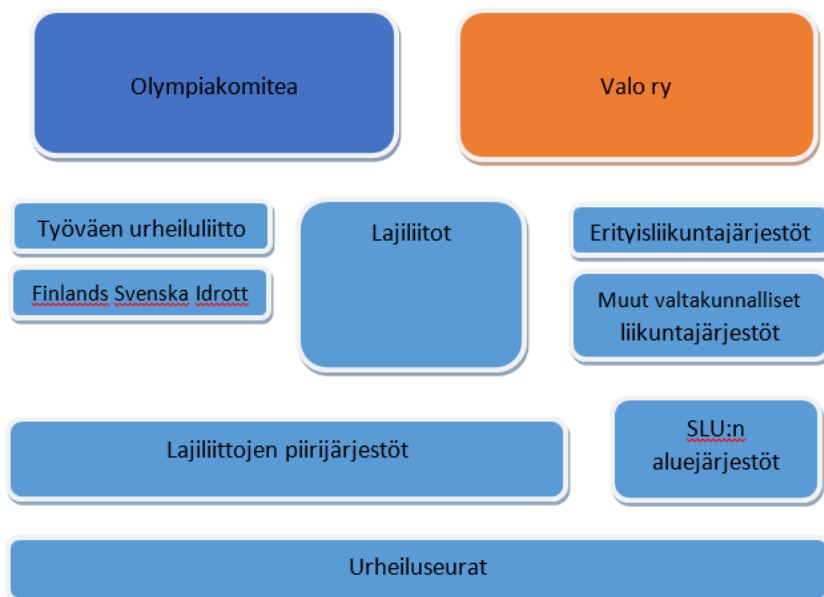 Olympiakomitea
Valo ry
Työväen urheiluliitto
Lajiliitot
Erityisliikuntajärjestöt
Finlands Svenska Idrott
Muut valtakunnalliset
liikuntajärjestöt
Lajiliittojen piirijärjestöt
SLU:n
aluejärjestöt
Urheiluseurat